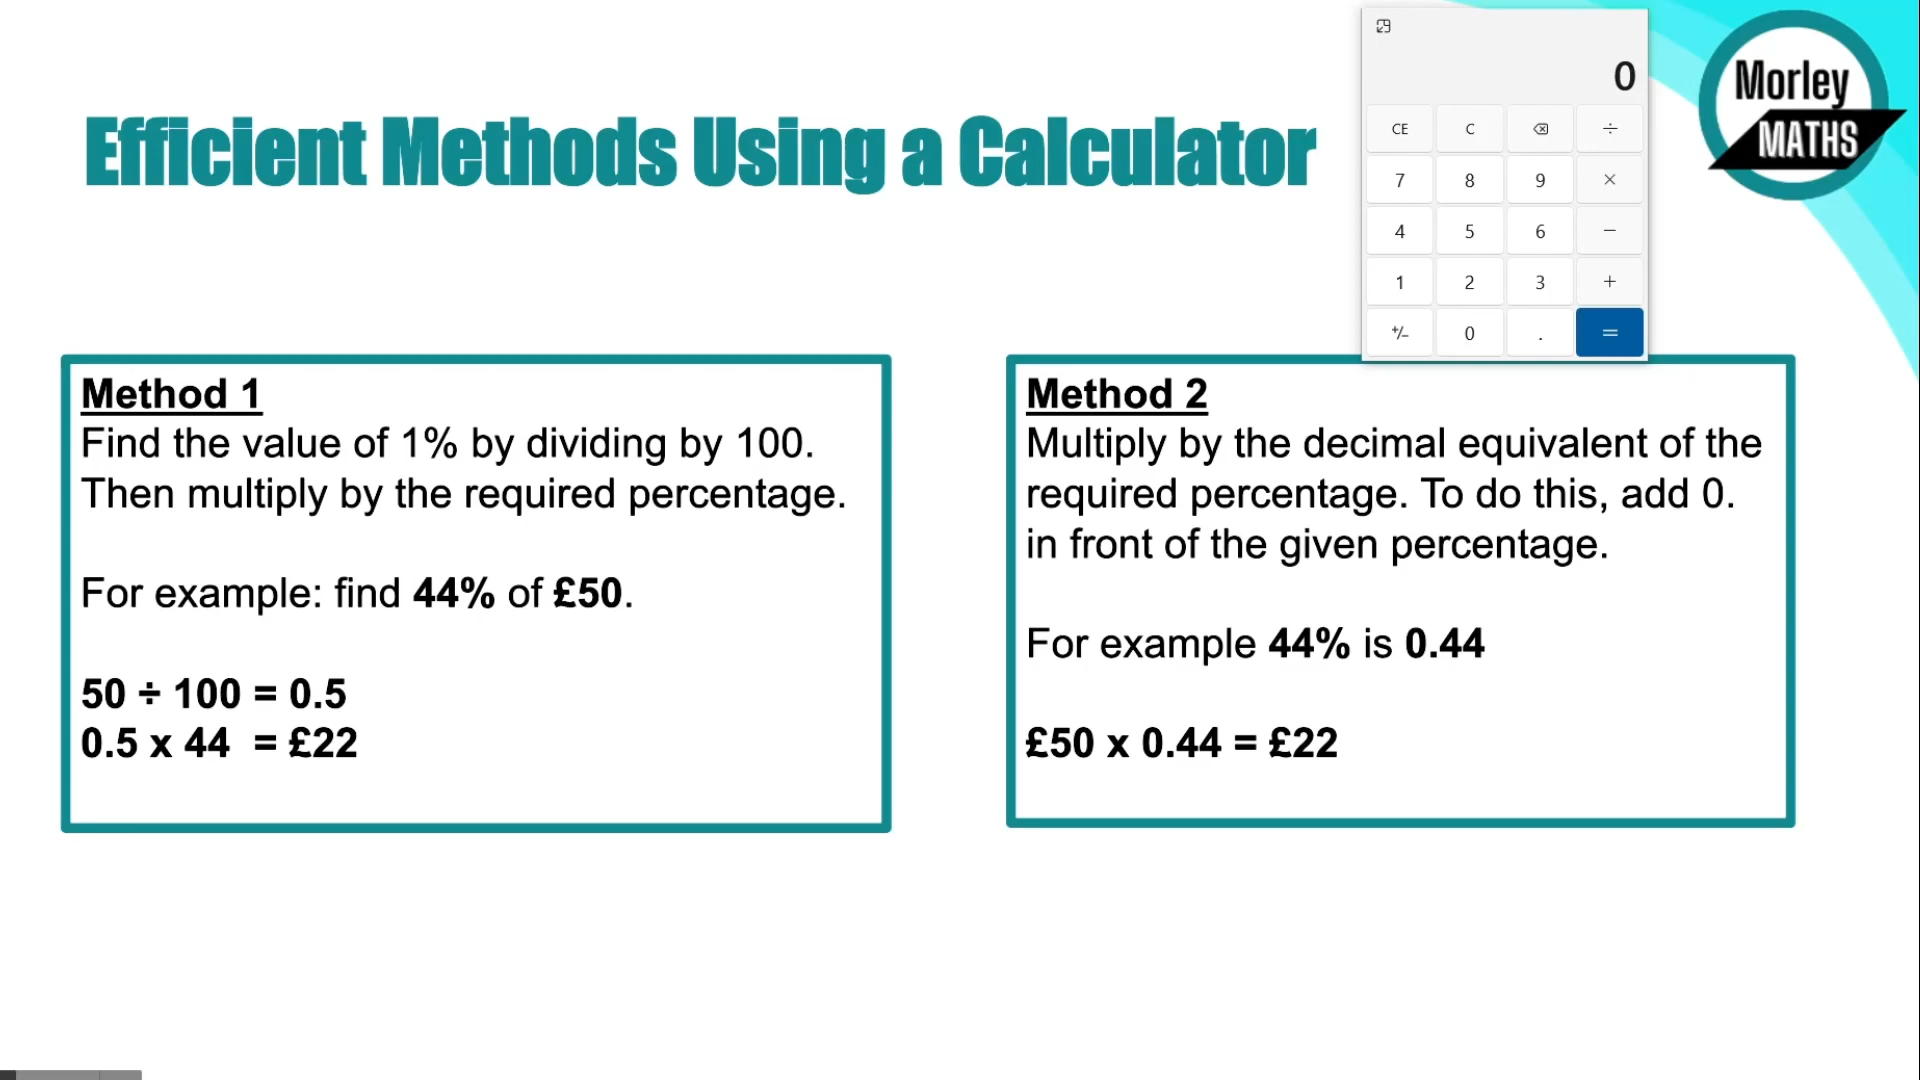 Efficient Methods Using a Calculator
0
CE C ÷
7 8 9 ×
4 5 6 −
1 2 3 +
+/− 0 . =
Morley
MATHS
Method 1
Find the value of 1% by dividing by 100.
Then multiply by the required percentage.
For example: find 44% of £50.
50 ÷ 100 = 0.5
0.5 x 44 = £22
Method 2
Multiply by the decimal equivalent of the
required percentage. To do this, add 0.
in front of the given percentage.
For example 44% is 0.44
£50 x 0.44 = £22